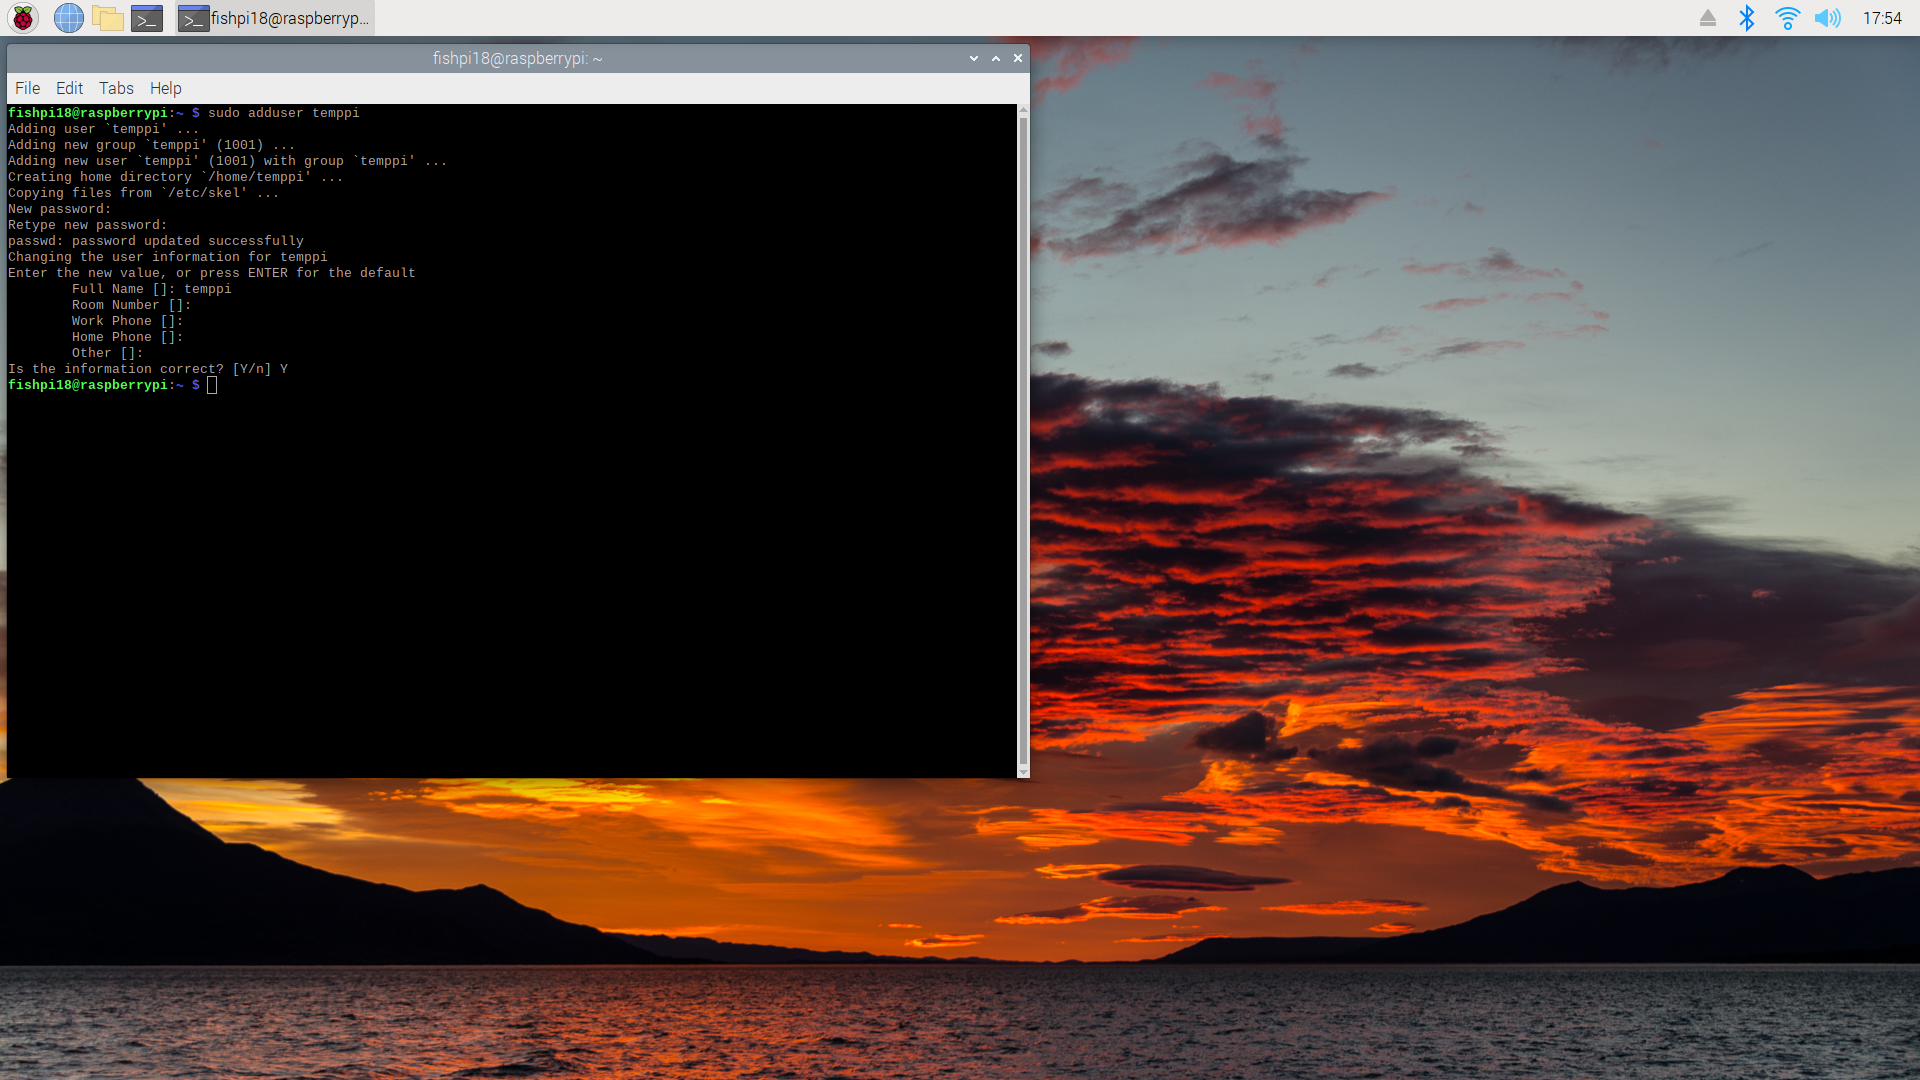 fishpi18@raspberryp...
17:54
fishpi18@raspberrypi: ~
File Edit Tabs Help
fishpi18@raspberrypi:~ $ sudo adduser temppi
Adding user `temppi' ...
Adding new group `temppi' (1001) ...
Adding new user `temppi' (1001) with group `temppi' ...
Creating home directory `/home/temppi' ...
Copying files from `/etc/skel' ...
New password:
Retype new password:
passwd: password updated successfully
Changing the user information for temppi
Enter the new value, or press ENTER for the default
Full Name []: temppi
Room Number []:
Work Phone []:
Home Phone []:
Other []:
Is the information correct? [Y/n] Y
fishpi18@raspberrypi:~ $